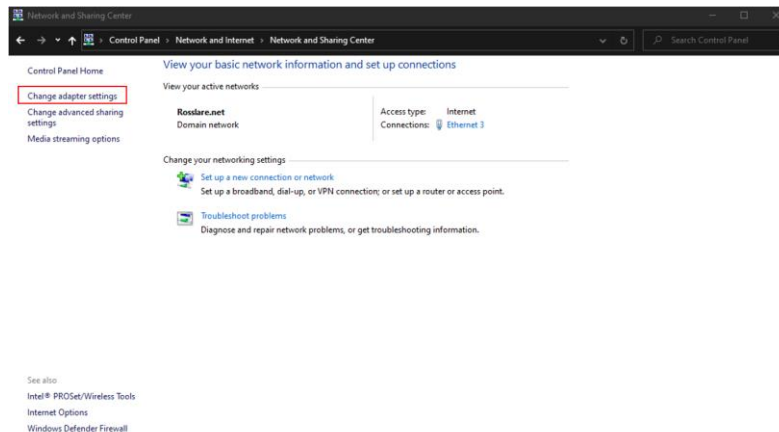 Network and Sharing Center
Control Panel > Network and Internet > Network and Sharing Center
Search Control Panel
Control Panel Home
Change adapter settings
Change advanced sharing
settings
Media streaming options
View your basic network information and set up connections
View your active networks
Rosslare.net
Domain network
Access type: Internet
Connections: Ethernet 3
Change your networking settings
Set up a new connection or network
Set up a broadband, dial-up, or VPN connection; or set up a router or access point.
Troubleshoot problems
Diagnose and repair network problems, or get troubleshooting information.
See also
Intel® PROSet/Wireless Tools
Internet Options
Windows Defender Firewall